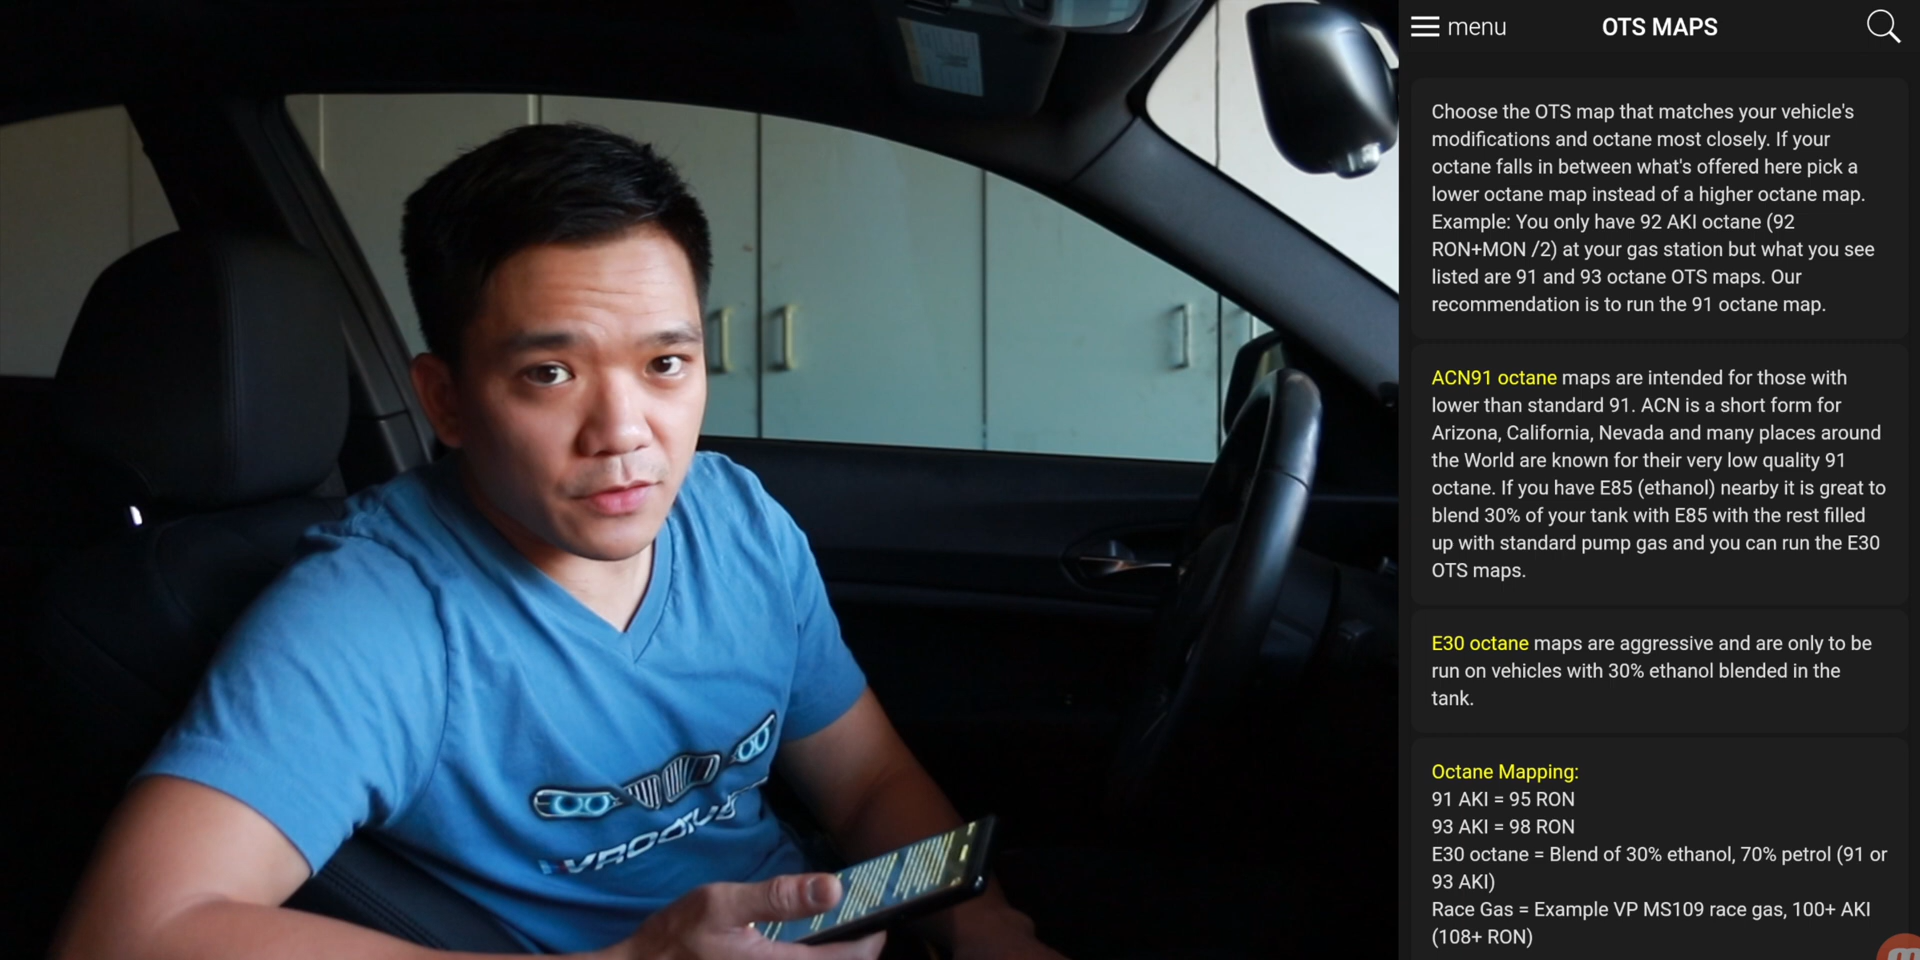 menu
OTS MAPS
Choose the OTS map that matches your vehicle's
modifications and octane most closely. If your
octane falls in between what's offered here pick a
lower octane map instead of a higher octane map.
Example: You only have 92 AKI octane (92
RON+MON /2) at your gas station but what you see
listed are 91 and 93 octane OTS maps. Our
recommendation is to run the 91 octane map.
ACN91 octane maps are intended for those with
lower than standard 91. ACN is a short form for
Arizona, California, Nevada and many places around
the World are known for their very low quality 91
octane. If you have E85 (ethanol) nearby it is great to
blend 30% of your tank with E85 with the rest filled
up with standard pump gas and you can run the E30
OTS maps.
E30 octane maps are aggressive and are only to be
run on vehicles with 30% ethanol blended in the
tank.
Octane Mapping:
91 AKI = 95 RON
93 AKI = 98 RON
E30 octane = Blend of 30% ethanol, 70% petrol (91 or
93 AKI)
Race Gas = Example VP MS109 race gas, 100+ AKI
(108+ RON)